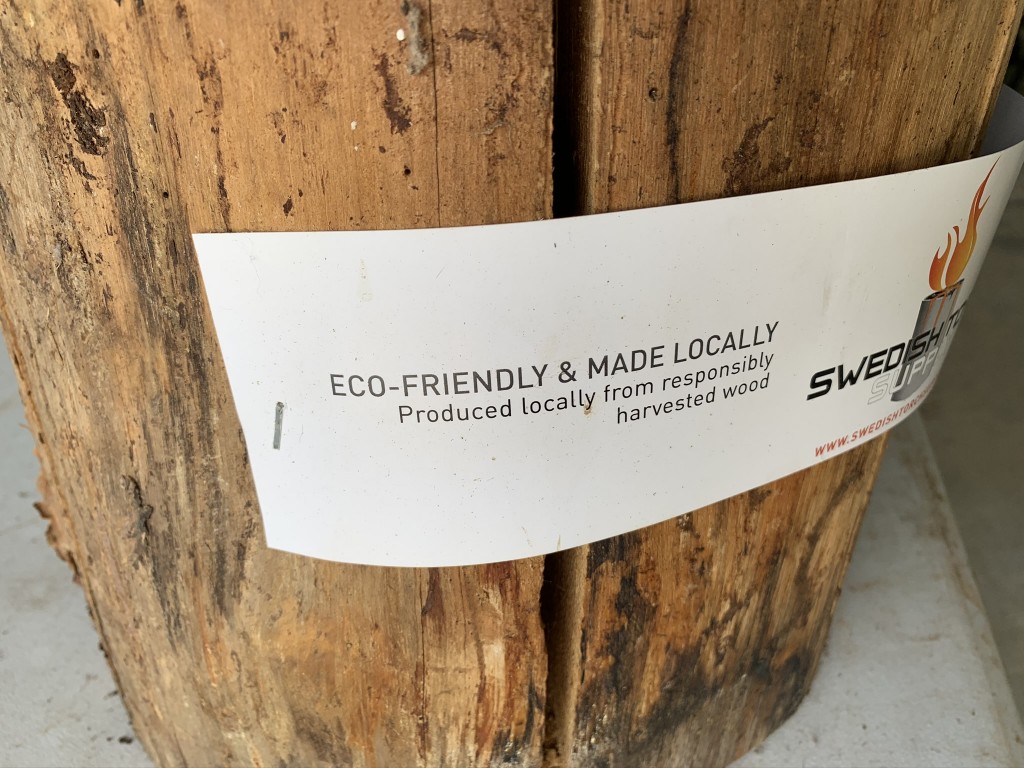 ECO-FRIENDLY & MADE LOCALLY
Produced locally from responsibly
harvested wood
SWEDISH